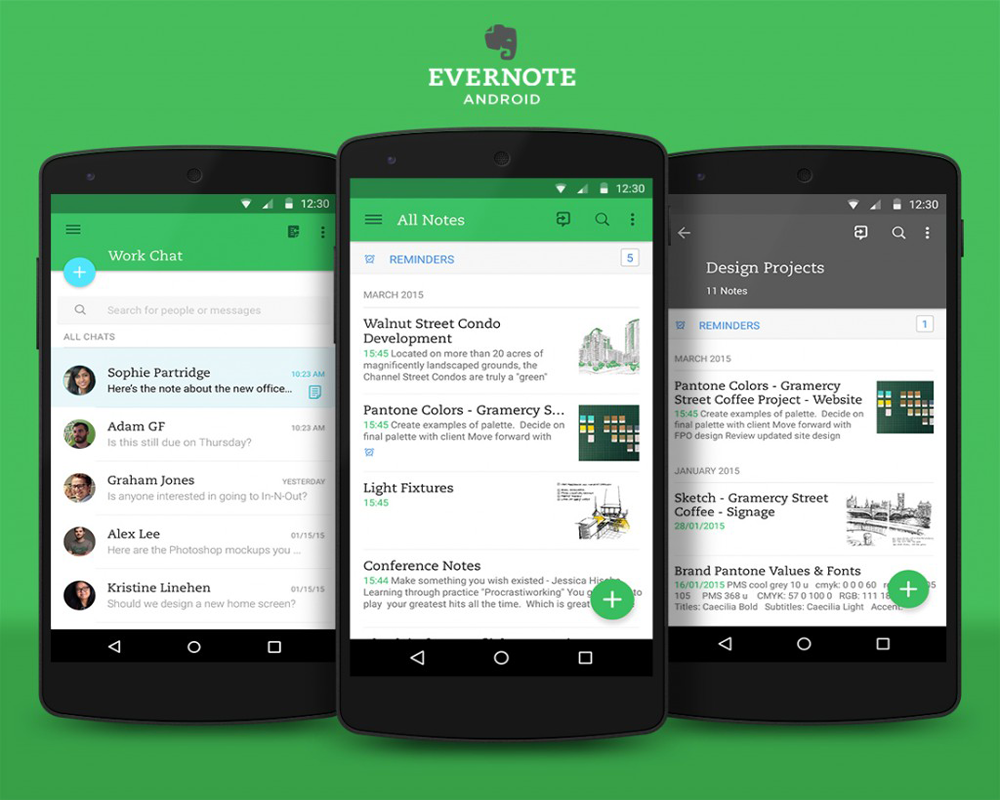 EVERNOTE
ANDROID
12:30
Work Chat
Search for people or messages
ALL CHATS
Sophie Partridge
10:23 AM
Here's the note about the new office...
Adam GF
10:23 AM
Is this still due on Thursday?
Graham Jones
YESTERDAY
Is anyone interested in going to In-N-Out?
Alex Lee
01/15/15
Here are the Photoshop mockups you ...
Kristine Linehen
01/15/15
Should we design a new home screen?
12:30
All Notes
REMINDERS
5
MARCH 2015
Walnut Street Condo
Development
15:45 Located on more than 20 acres of
magnificently landscaped grounds, the
Channel Street Condos are truly a "green"
Pantone Colors - Gramercy S...
15:45 Create examples of palette. Decide on
final palette with client Move forward with
Light Fixtures
15:45
Conference Notes
15:44 Make something you wish existed - Jessica
Learning through practice "Procrastiworking" You
play your greatest hits all the time. Which is great
12:30
Design Projects
11 Notes
REMINDERS
1
MARCH 2015
Pantone Colors - Gramercy
Street Coffee Project - Website
15:45 Create examples of palette. Decide on
final palette with client Move forward with
FPO design Review updated site design
JANUARY 2015
Sketch - Gramercy Street
Coffee - Signage
28/01/2015
Brand Pantone Values & Fonts
16/01/2015 PMS cool grey 10 u cmyk: 0 0 0 60
105 PMS 368 u CMYK: 57 0 100 0 RGB: 111
Titles: Caecilia Bold Subtitles: Caecilia Light Accent: